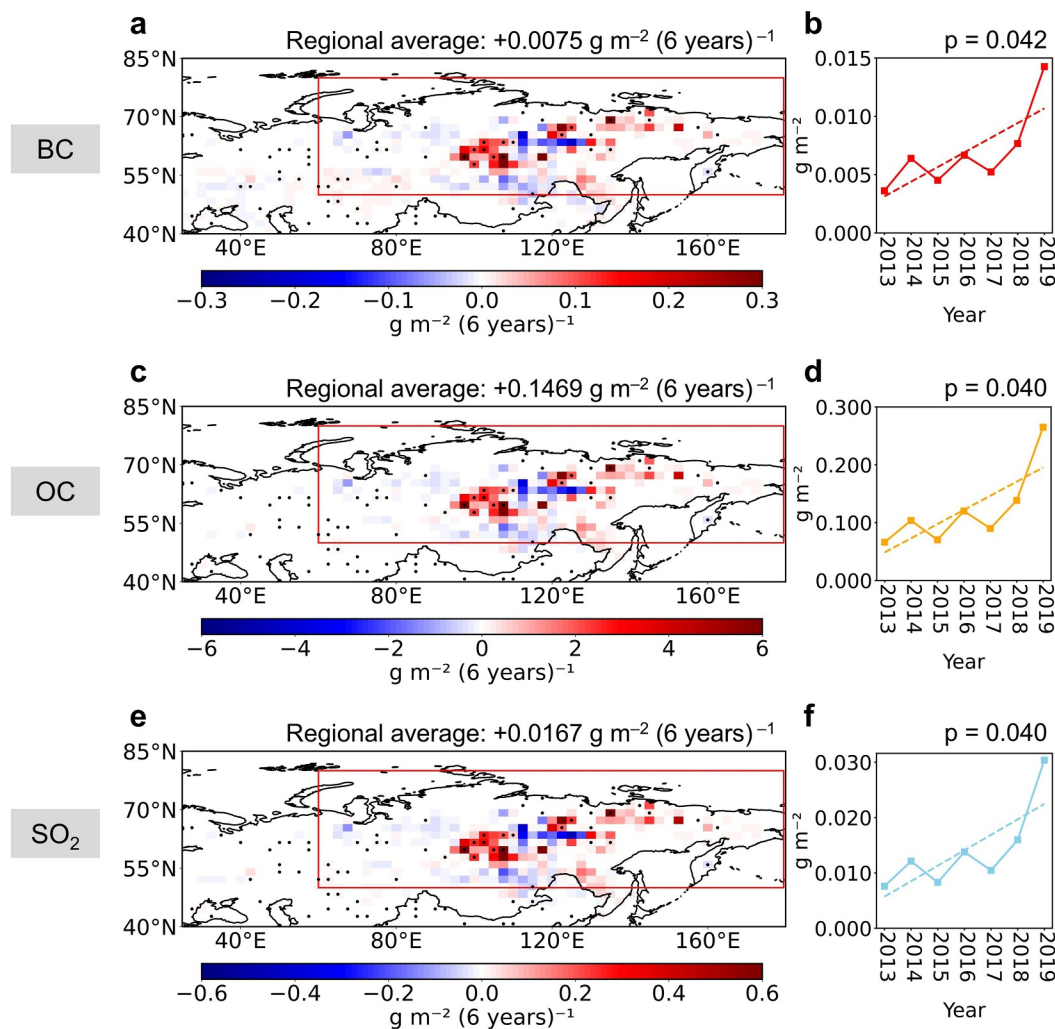 a
Regional average: +0.0075 g m⁻² (6 years)⁻¹
b
p = 0.042
BC
85°N
70°N
55°N
40°N
40°E
80°E
120°E
160°E
−0.3
−0.2
−0.1
0.0
0.1
0.2
0.3
g m⁻² (6 years)⁻¹
0.015
0.010
0.005
0.000
g m⁻²
2013
2014
2015
2016
2017
2018
2019
Year
c
Regional average: +0.1469 g m⁻² (6 years)⁻¹
d
p = 0.040
OC
85°N
70°N
55°N
40°N
40°E
80°E
120°E
160°E
−6
−4
−2
0
2
4
6
g m⁻² (6 years)⁻¹
0.300
0.200
0.100
0.000
g m⁻²
2013
2014
2015
2016
2017
2018
2019
Year
e
Regional average: +0.0167 g m⁻² (6 years)⁻¹
f
p = 0.040
SO₂
85°N
70°N
55°N
40°N
40°E
80°E
120°E
160°E
−0.6
−0.4
−0.2
0.0
0.2
0.4
0.6
g m⁻² (6 years)⁻¹
0.030
0.020
0.010
0.000
g m⁻²
2013
2014
2015
2016
2017
2018
2019
Year